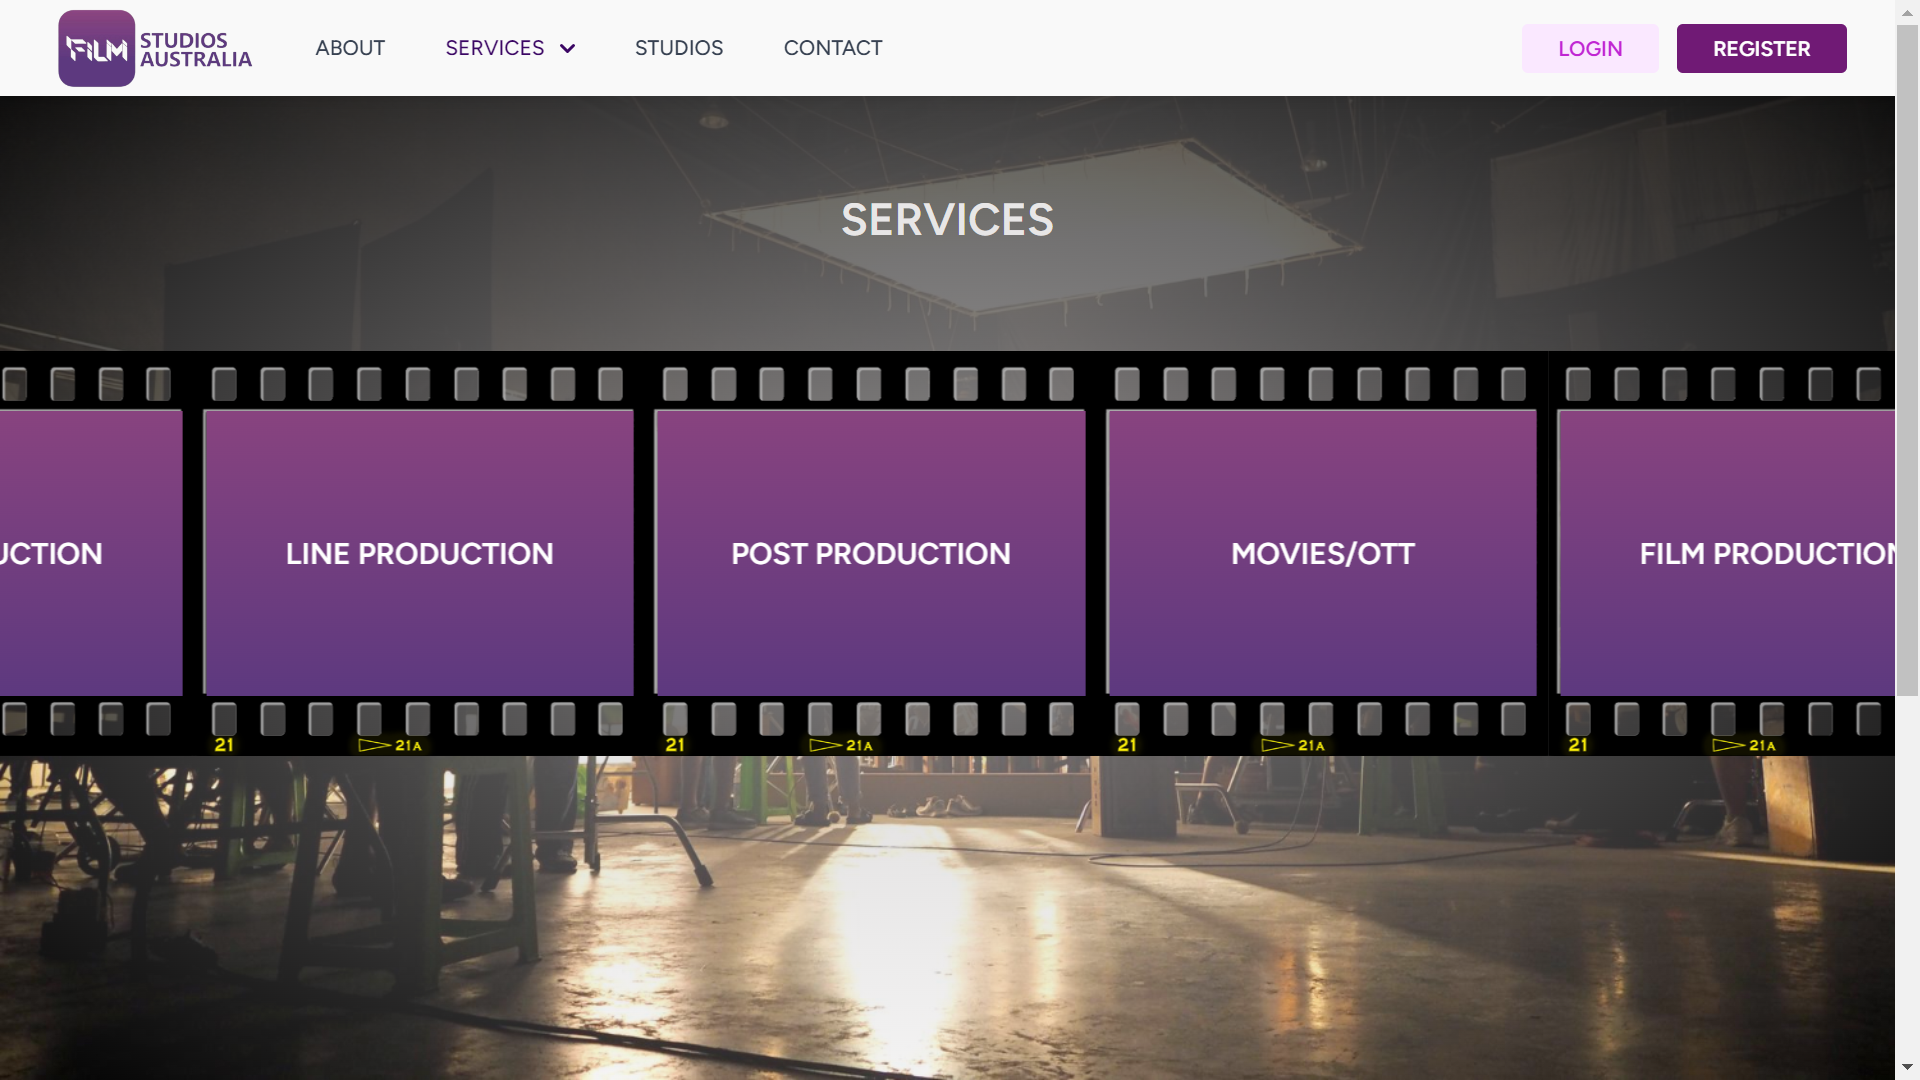 FILM STUDIOS
AUSTRALIA
ABOUT
SERVICES
STUDIOS
CONTACT
LOGIN
REGISTER
SERVICES
UCTION
LINE PRODUCTION
POST PRODUCTION
MOVIES/OTT
FILM PRODUCTION
21
21A
21
21A
21
21A
21
21A